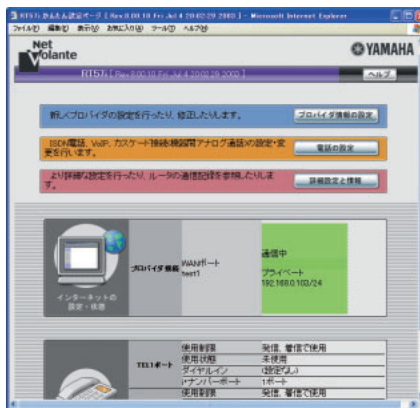 RT57i かんたん設定ページ [ Rev.8.00.10 Fri Jul 4 20:02:29 2003 ] - Microsoft Internet Explorer
ファイル(F) 編集(E) 表示(V) お気に入り(A) ツール(T) ヘルプ(H)
Net
Volante
YAMAHA
RT57i [ Rev.8.00.10 Fri Jul 4 20:02:29 2003 ]
ヘルプ
新しくプロバイダの設定を行ったり、修正したりします。
プロバイダ情報の設定
ISDN電話、VoIP、カスケード接続(機器間アナログ通話)の設定・変
更を行います。
電話の設定
より詳細な設定を行ったり、ルータの通信記録を参照したりしま
す。
詳細設定と情報
インターネットの
設定・状態
プロバイダ接続
WANポート
test1
通信中
プライベート
192.168.0.100/24
TEL1ポート
使用制限 発信、着信で使用
使用状態 未使用
ダイヤルイン (設定なし)
i・ナンバーポート 1ポート
使用制限 発信、着信で使用